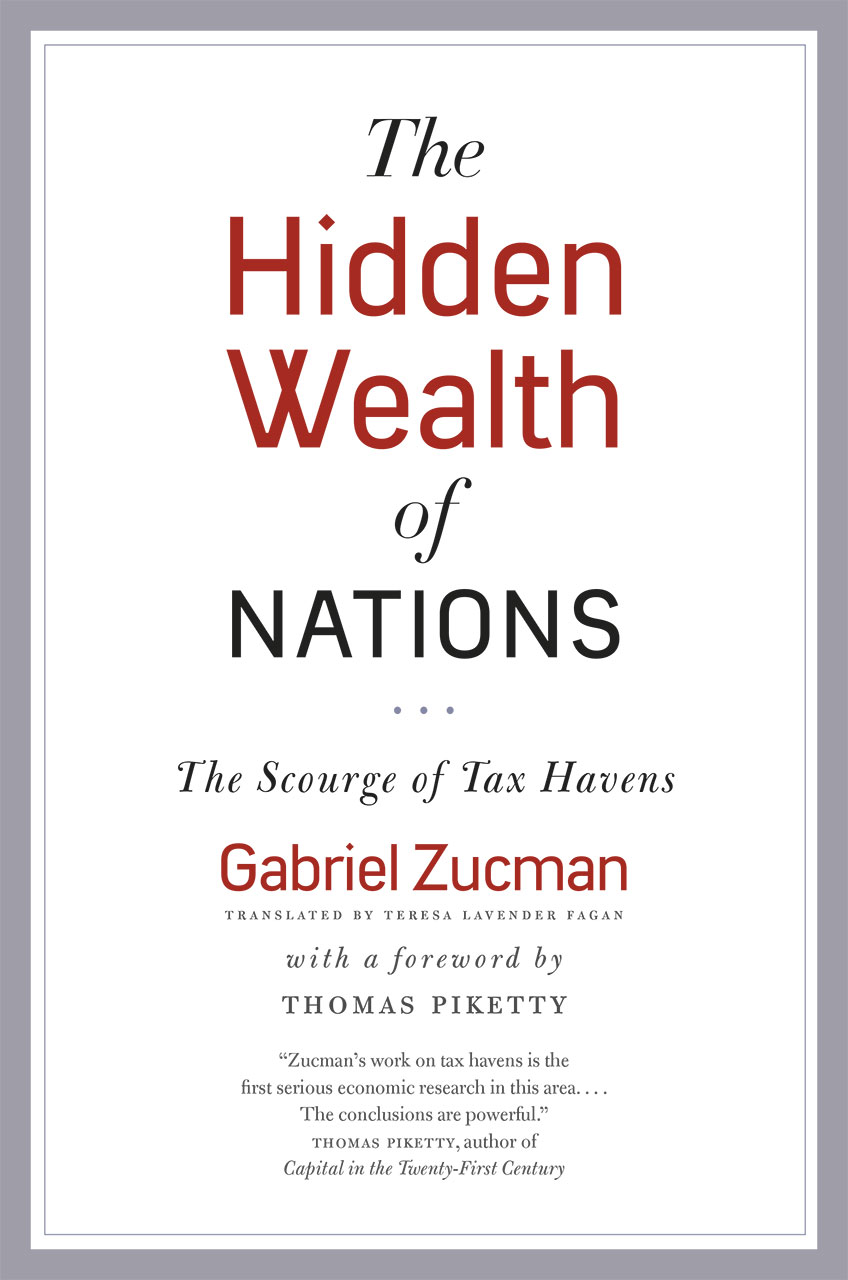 The
Hidden
Wealth
of
NATIONS
• • •
The Scourge of Tax Havens
Gabriel Zucman
TRANSLATED BY TERESA LAVENDER FAGAN
with a foreword by
THOMAS PIKETTY
“Zucman’s work on tax havens is the
first serious economic research in this area. . . .
The conclusions are powerful.”
THOMAS PIKETTY, author of
Capital in the Twenty-First Century